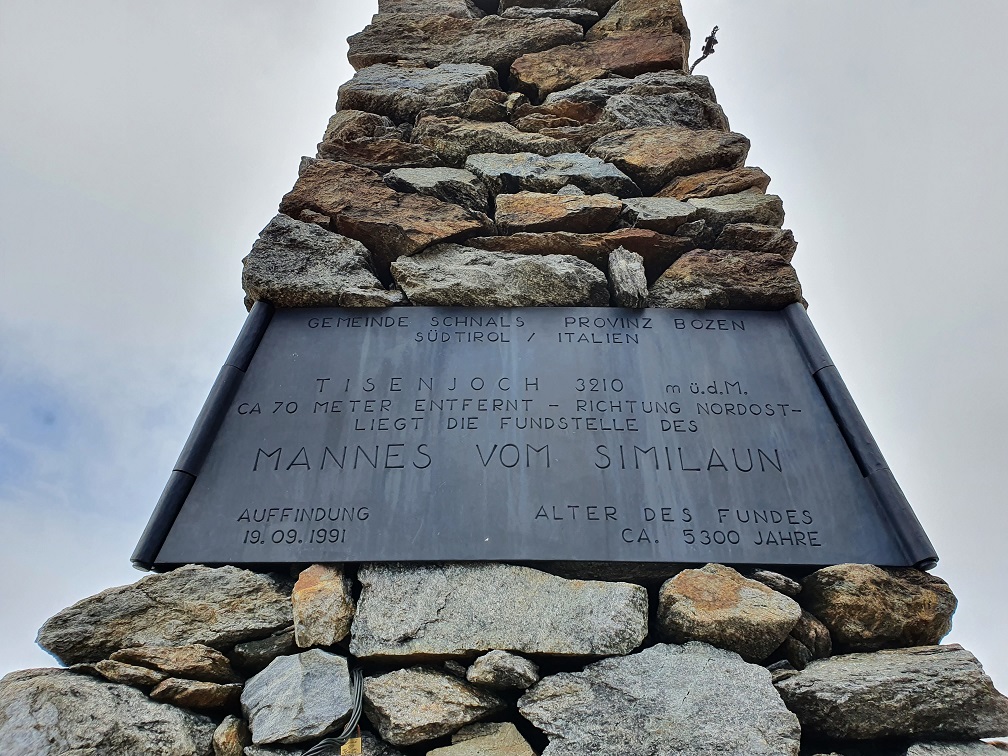 GEMEINDE SCHNALS PROVINZ BOZEN
SÜDTIROL / ITALIEN
TISENJOCH 3210 m ü.d.M.
CA 70 METER ENTFERNT - RICHTUNG NORDOST-
LIEGT DIE FUNDSTELLE DES
MANNES VOM SIMILAUN
AUFFINDUNG ALTER DES FUNDES
19.09.1991 CA. 5300 JAHRE